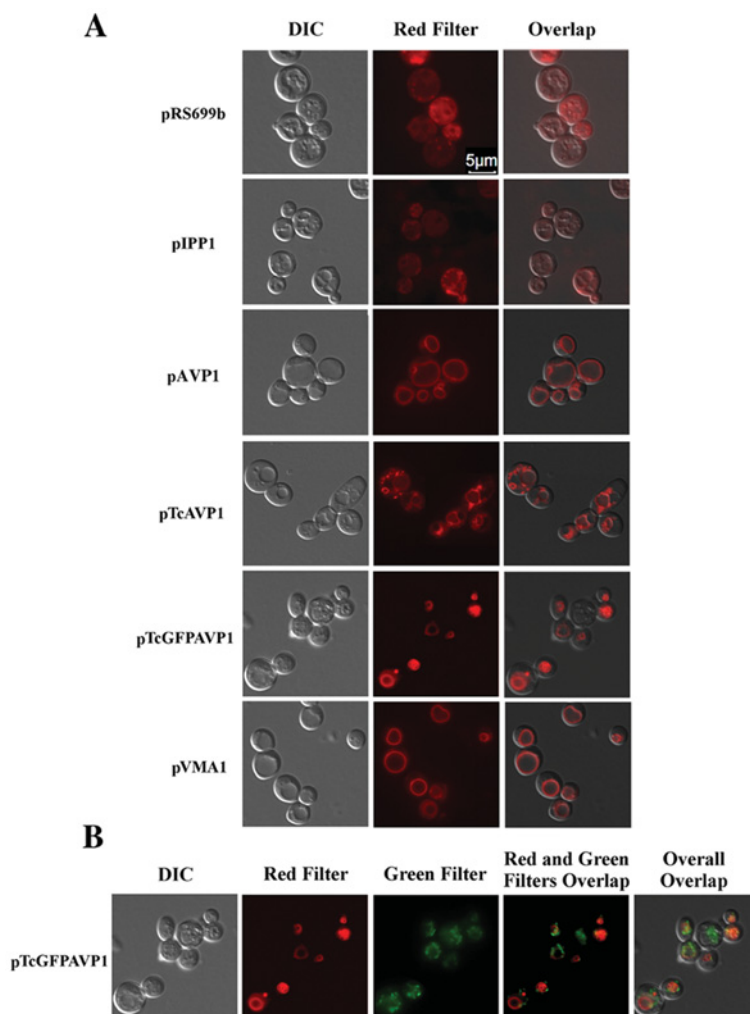 A
DIC Red Filter Overlap
pRS699b
5µm
pIPP1
pAVP1
pTcAVP1
pTcGFPAVP1
pVMA1
B
DIC Red Filter Green Filter Red and Green Filters Overlap Overall Overlap
pTcGFPAVP1